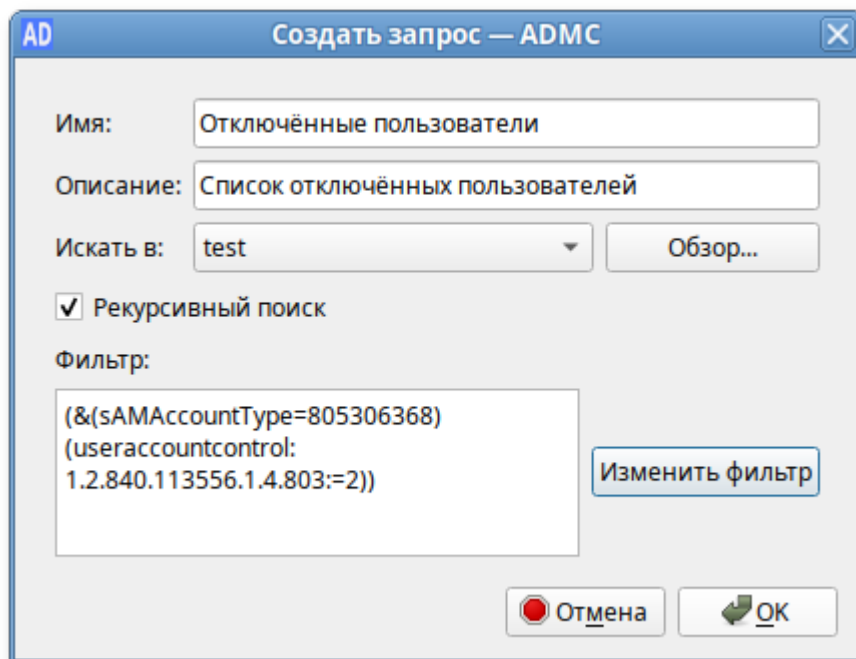 AD Создать запрос — ADMC
Имя: Отключённые пользователи
Описание: Список отключённых пользователей
Искать в: test Обзор...
Рекурсивный поиск
Фильтр:
(&(sAMAccountType=805306368)
(useraccountcontrol:
1.2.840.113556.1.4.803:=2))
Изменить фильтр
Отмена OK